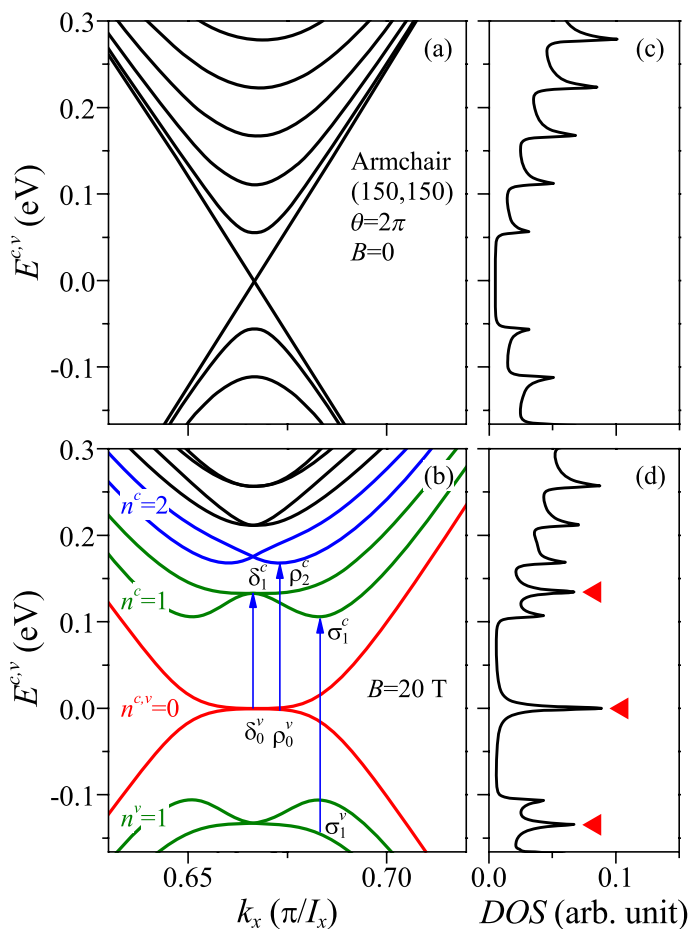 0.3
0.2
0.1
0.0
-0.1
E^{c,v} (eV)
(a)
Armchair
(150,150)
θ=2π
B=0
(c)
0.3
0.2
0.1
0.0
-0.1
E^{c,v} (eV)
(b)
n^c=2
n^c=1
n^{c,v}=0
n^v=1
δ_1^c
ρ_2^c
σ_1^c
B=20 T
δ_0^v
ρ_0^v
σ_1^v
(d)
0.65
0.70
k_x (π/I_x)
0.0
0.1
DOS (arb. unit)